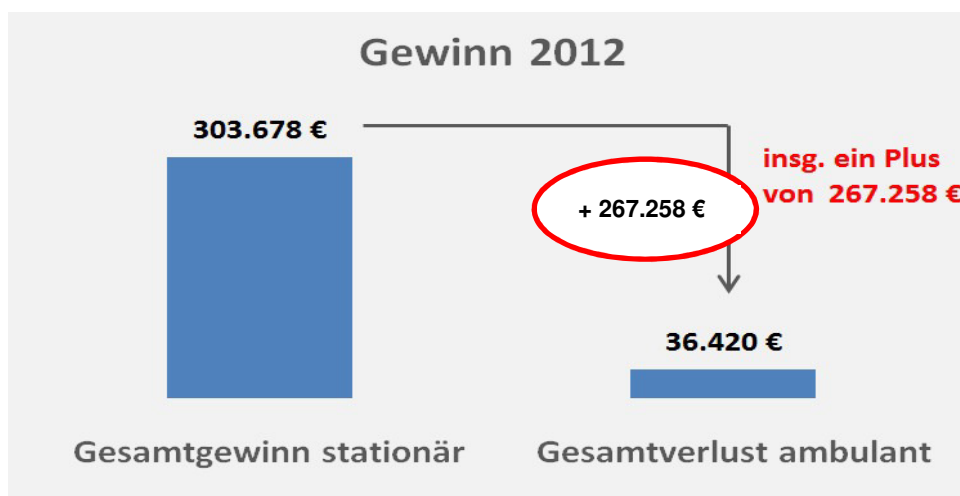 Gewinn 2012
303.678 €
insg. ein Plus
von 267.258 €
+ 267.258 €
36.420 €
Gesamtgewinn stationär
Gesamtverlust ambulant